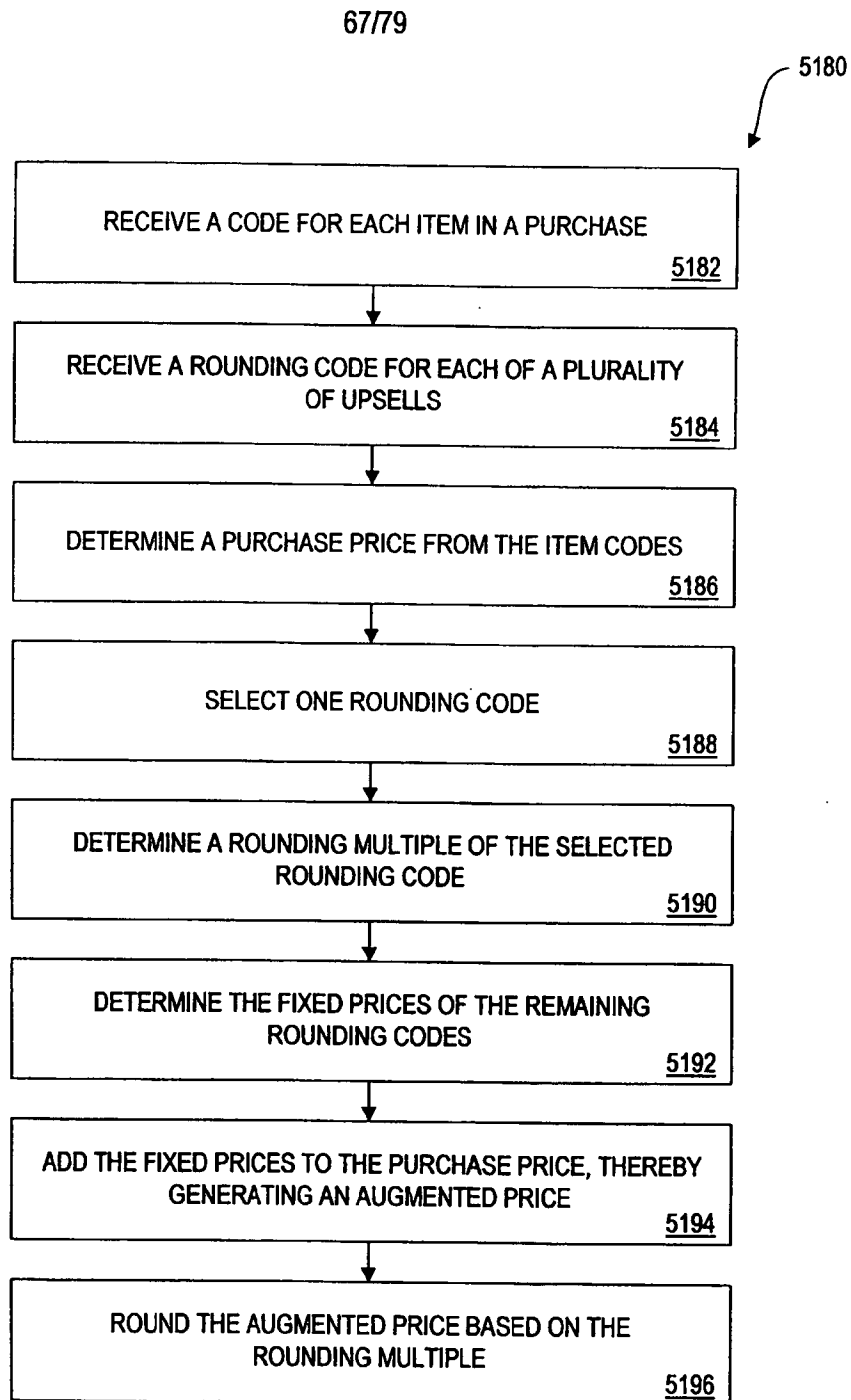 67/79
5180
RECEIVE A CODE FOR EACH ITEM IN A PURCHASE
5182
RECEIVE A ROUNDING CODE FOR EACH OF A PLURALITY
OF UPSELLS
5184
DETERMINE A PURCHASE PRICE FROM THE ITEM CODES
5186
SELECT ONE ROUNDING CODE
5188
DETERMINE A ROUNDING MULTIPLE OF THE SELECTED
ROUNDING CODE
5190
DETERMINE THE FIXED PRICES OF THE REMAINING
ROUNDING CODES
5192
ADD THE FIXED PRICES TO THE PURCHASE PRICE, THEREBY
GENERATING AN AUGMENTED PRICE
5194
ROUND THE AUGMENTED PRICE BASED ON THE
ROUNDING MULTIPLE
5196